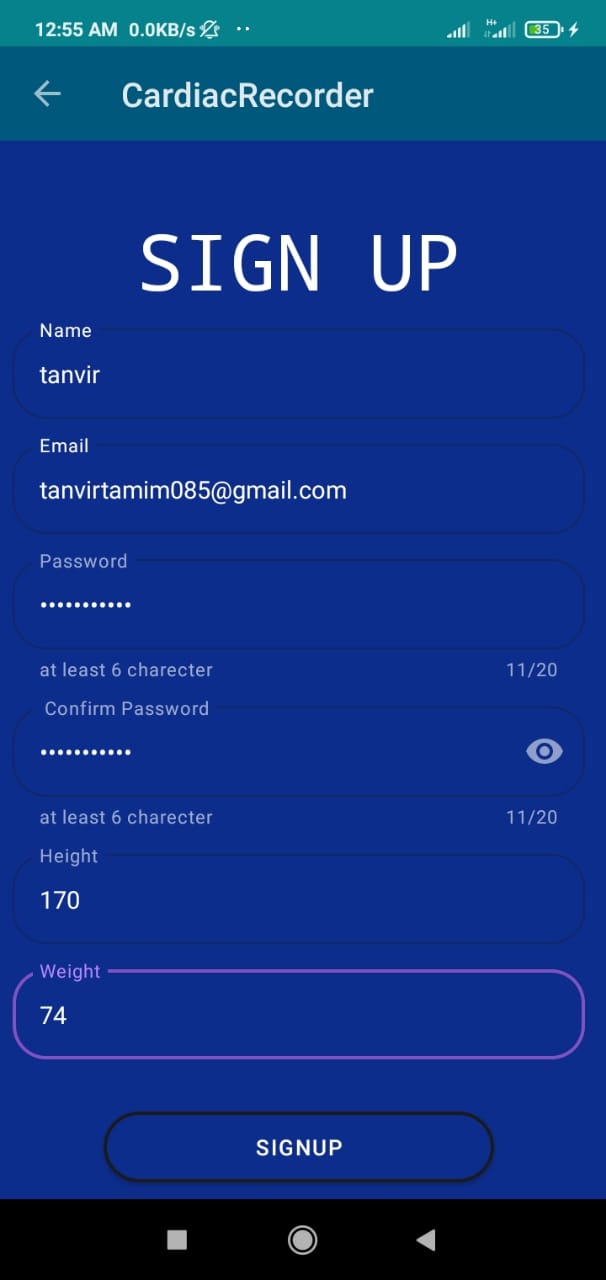 12:55 AM 0.0KB/s ·· H+ 35
CardiacRecorder
SIGN UP
Name
tanvir
Email
tanvirtamim085@gmail.com
Password
•••••••••••
at least 6 charecter 11/20
Confirm Password
•••••••••••
at least 6 charecter 11/20
Height
170
Weight
74
SIGNUP